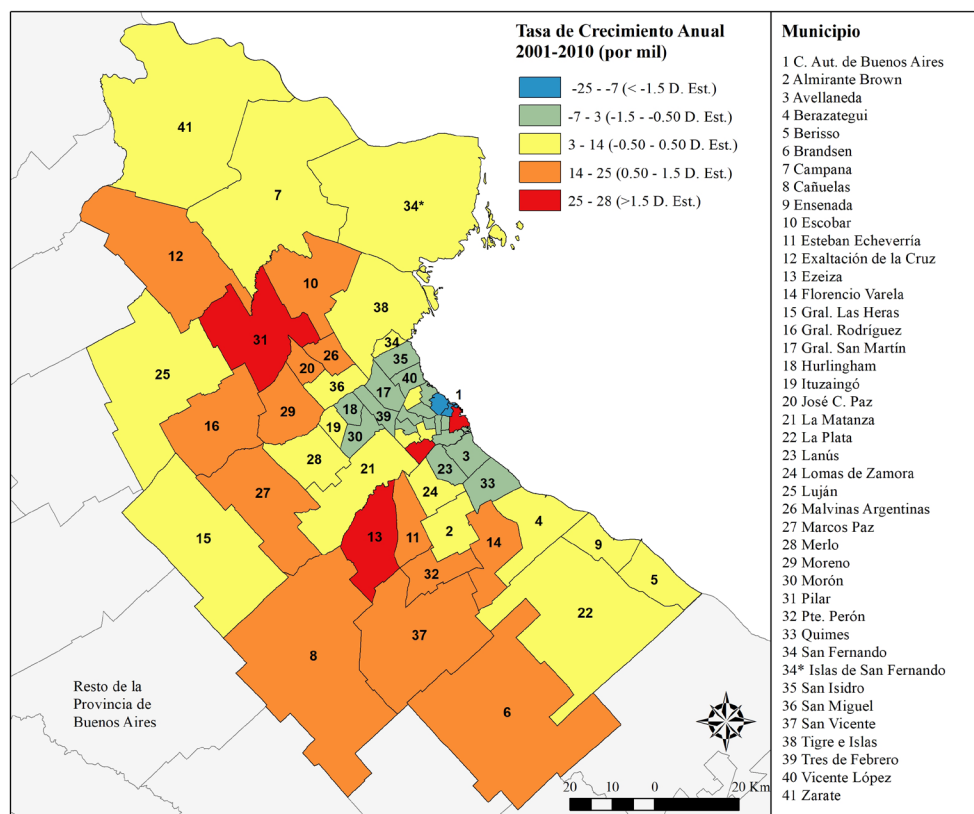 Tasa de Crecimiento Anual
2001-2010 (por mil)
-25 - -7 (< -1.5 D. Est.)
-7 - 3 (-1.5 - -0.50 D. Est.)
3 - 14 (-0.50 - 0.50 D. Est.)
14 - 25 (0.50 - 1.5 D. Est.)
25 - 28 (>1.5 D. Est.)
41
7
34*
12
10
38
31
34
35
26
25
20
40
36
17
1
29
18
39
16
19
30
3
28
21
23
33
24
27
4
2
14
15
13
11
9
32
5
22
37
8
6
Resto de la
Provincia de
Buenos Aires
20 10 0 20 Km
Municipio
1 C. Aut. de Buenos Aires
2 Almirante Brown
3 Avellaneda
4 Berazategui
5 Berisso
6 Brandsen
7 Campana
8 Cañuelas
9 Ensenada
10 Escobar
11 Esteban Echeverría
12 Exaltación de la Cruz
13 Ezeiza
14 Florencio Varela
15 Gral. Las Heras
16 Gral. Rodríguez
17 Gral. San Martín
18 Hurlingham
19 Ituzaingó
20 José C. Paz
21 La Matanza
22 La Plata
23 Lanús
24 Lomas de Zamora
25 Luján
26 Malvinas Argentinas
27 Marcos Paz
28 Merlo
29 Moreno
30 Morón
31 Pilar
32 Pte. Perón
33 Quimes
34 San Fernando
34* Islas de San Fernando
35 San Isidro
36 San Miguel
37 San Vicente
38 Tigre e Islas
39 Tres de Febrero
40 Vicente López
41 Zarate